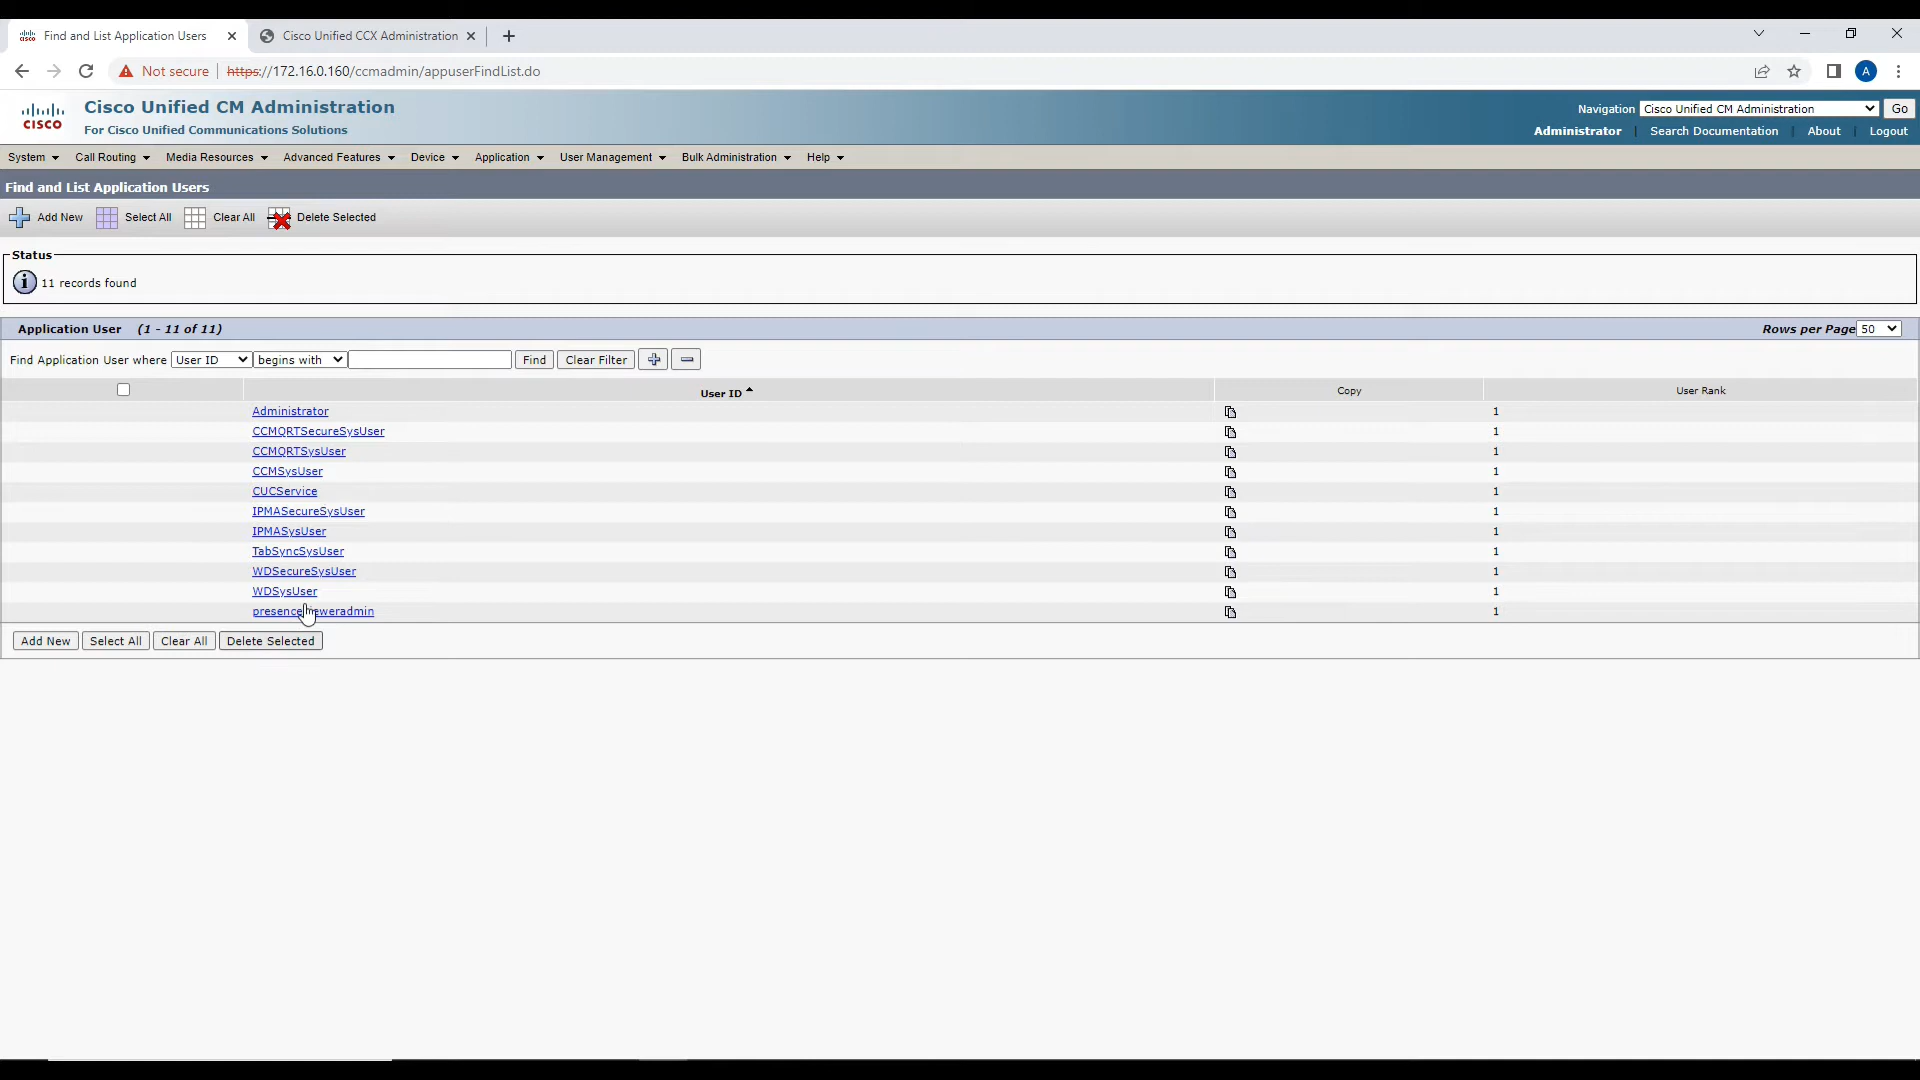 Find and List Application Users
Cisco Unified CCX Administration
Not secure https://172.16.0.160/ccmadmin/appuserFindList.do
A
Cisco Unified CM Administration
For Cisco Unified Communications Solutions
CISCO
Navigation Cisco Unified CM Administration Go
Administrator Search Documentation About Logout
System Call Routing Media Resources Advanced Features Device Application User Management Bulk Administration Help
Find and List Application Users
Add New Select All Clear All Delete Selected
Status
11 records found
Application User (1 - 11 of 11) Rows per Page 50
Find Application User where User ID begins with Find Clear Filter
User ID Copy User Rank
Administrator 1
CCMQRTSecureSysUser 1
CCMQRTSysUser 1
CCMSysUser 1
CUCService 1
IPMASecureSysUser 1
IPMASysUser 1
TabSyncSysUser 1
WDSecureSysUser 1
WDSysUser 1
1
Add New Select All Clear All Delete Selected